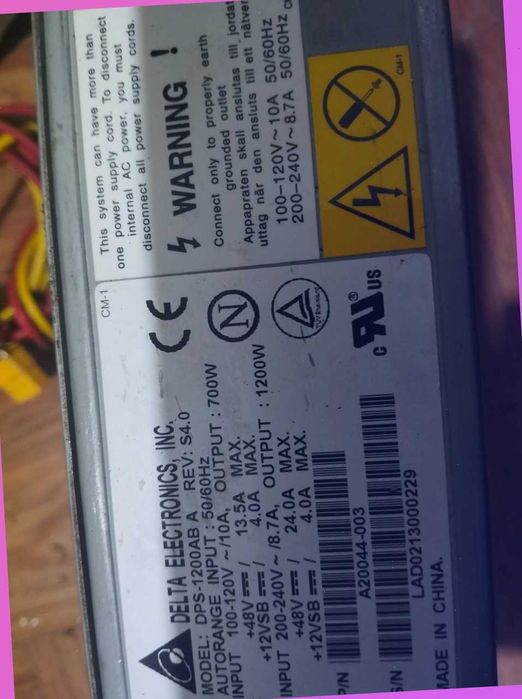 This system can have more than
one power supply cord. To disconnect
internal AC power, you must
disconnect all power supply cords.
WARNING !
Connect only to properly earth
grounded outlet
Appapraten skall anslutas till jordat
uttag när den ansluts till ett nätver
100-120V~10A 50/60Hz
200-240V~8.7A 50/60Hz
CM-1
CM-1
CE
N
DELTA ELECTRONICS, INC.
MODEL: DPS-1200AB A REV: S4.0
AUTORANGE INPUT: 50/60Hz
INPUT 100-120V ~/10A, OUTPUT : 700W
+48V / 13.5A MAX.
+12VSB / 4.0A MAX.
INPUT 200-240V~ /8.7A, OUTPUT : 1200W
+48V / 24.0A MAX.
+12VSB / 4.0A MAX.
c RU ® US
P/N A20044-003
S/N LAD0213000229
MADE IN CHINA.